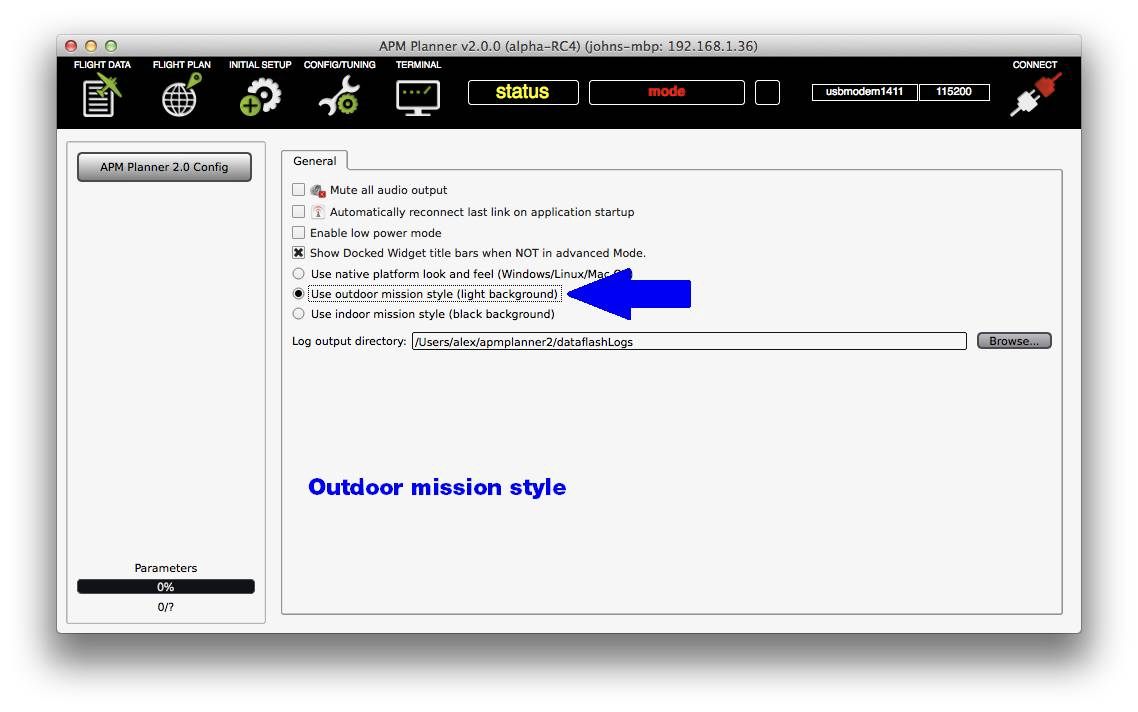 APM Planner v2.0.0 (alpha-RC4) (johns-mbp: 192.168.1.36)
FLIGHT DATA FLIGHT PLAN INITIAL SETUP CONFIG/TUNING TERMINAL CONNECT
status mode usbmodem1411 115200
APM Planner 2.0 Config
General
Mute all audio output
Automatically reconnect last link on application startup
Enable low power mode
Show Docked Widget title bars when NOT in advanced Mode.
Use native platform look and feel (Windows/Linux/Mac
Use outdoor mission style (light background)
Use indoor mission style (black background)
Log output directory: /Users/alex/apmplanner2/dataflashLogs Browse...
Outdoor mission style
Parameters
0%
0/?